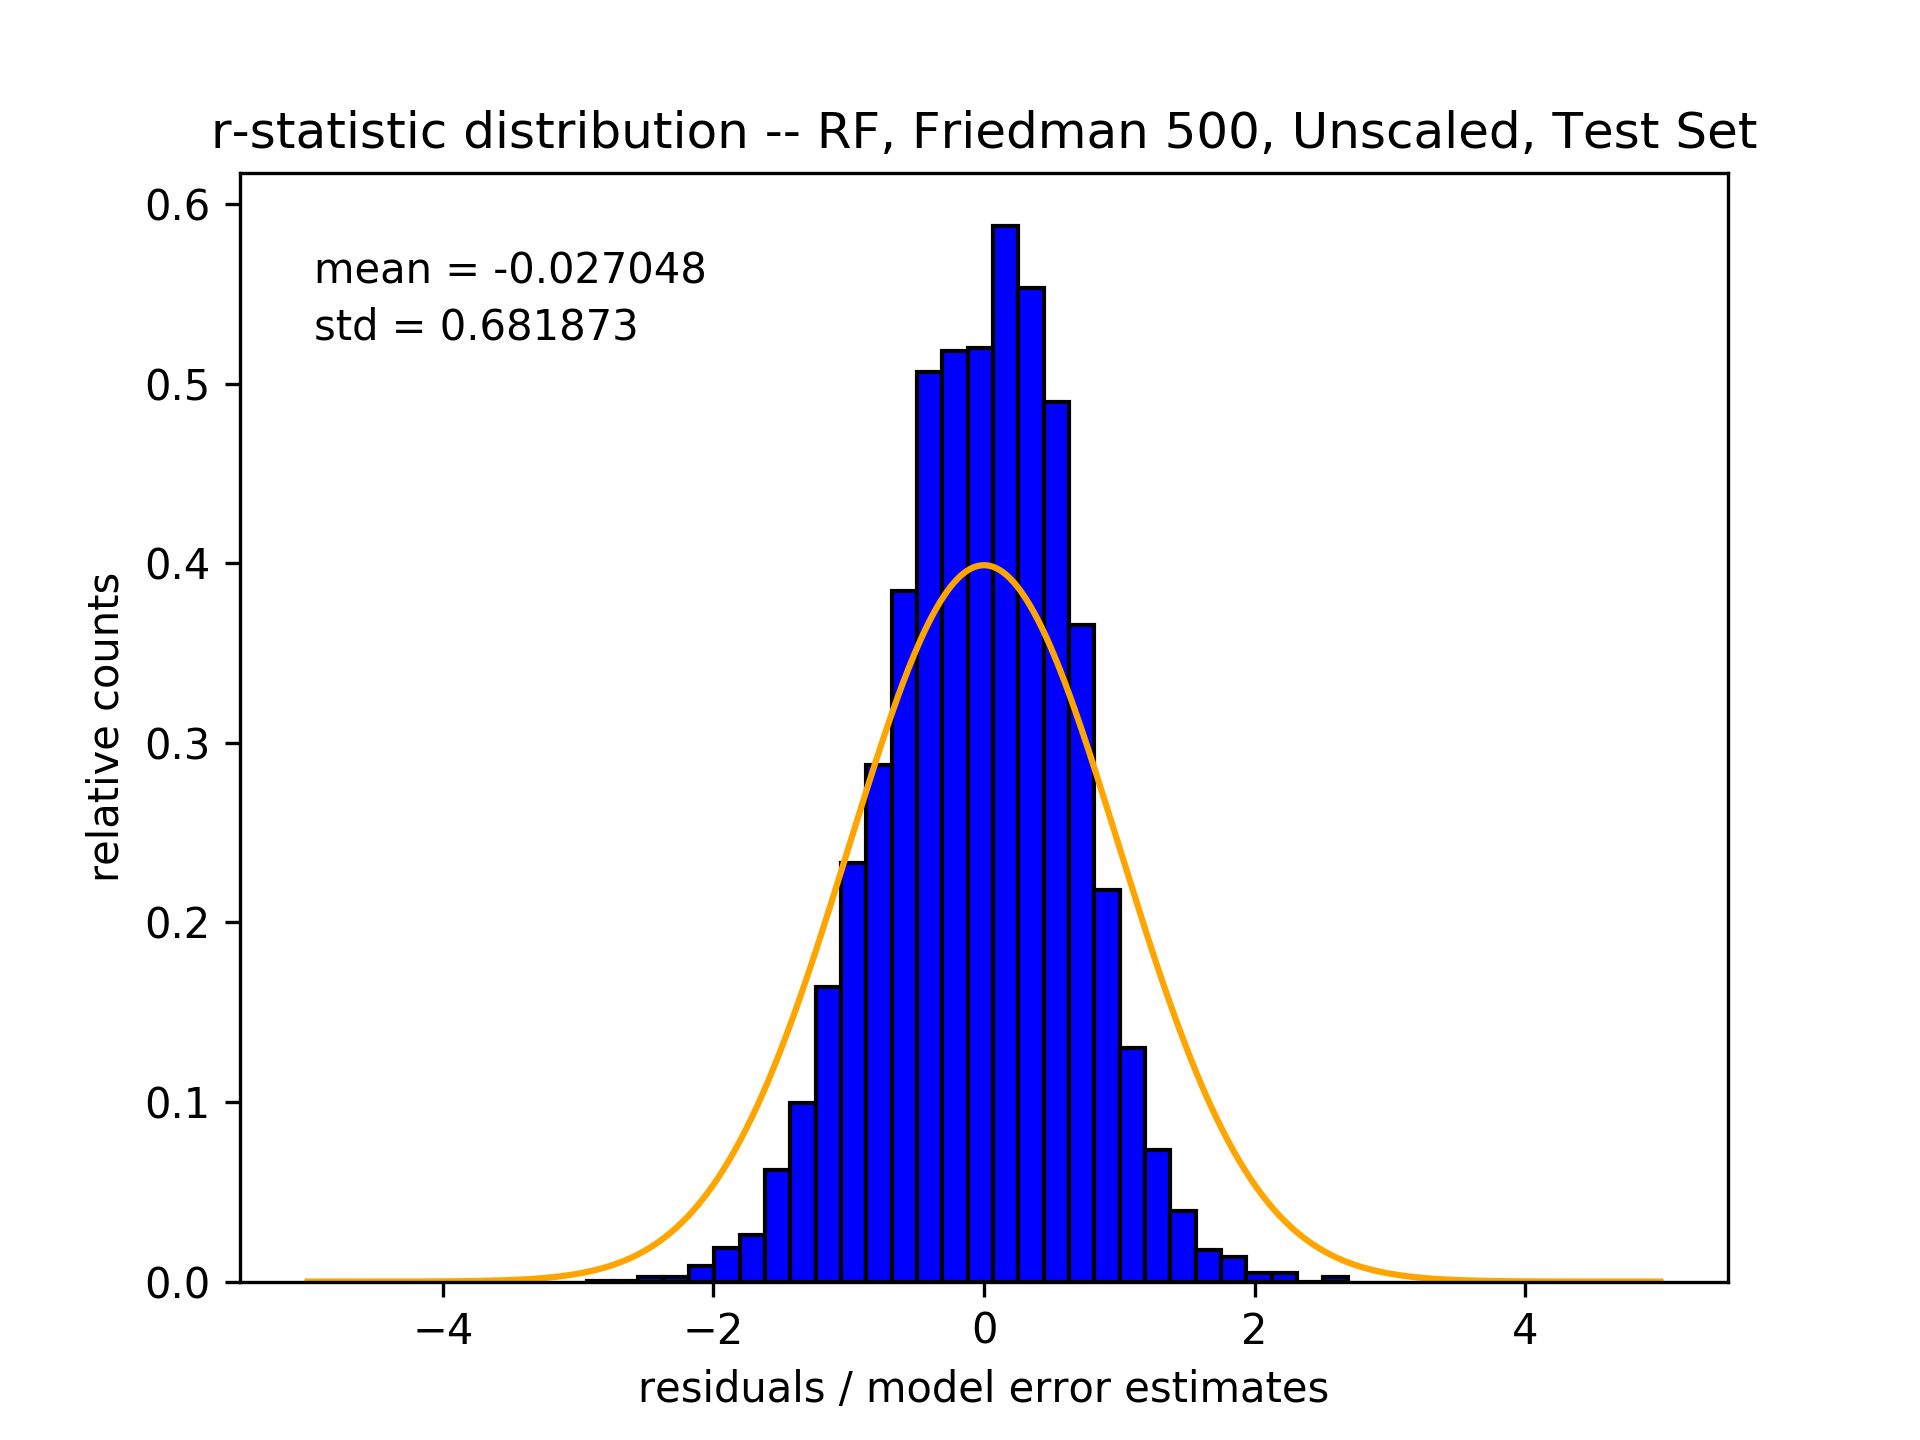 r-statistic distribution -- RF, Friedman 500, Unscaled, Test Set
mean = -0.027048
std = 0.681873
0.6
0.5
0.4
0.3
0.2
0.1
0.0
relative counts
−4 −2 0 2 4
residuals / model error estimates